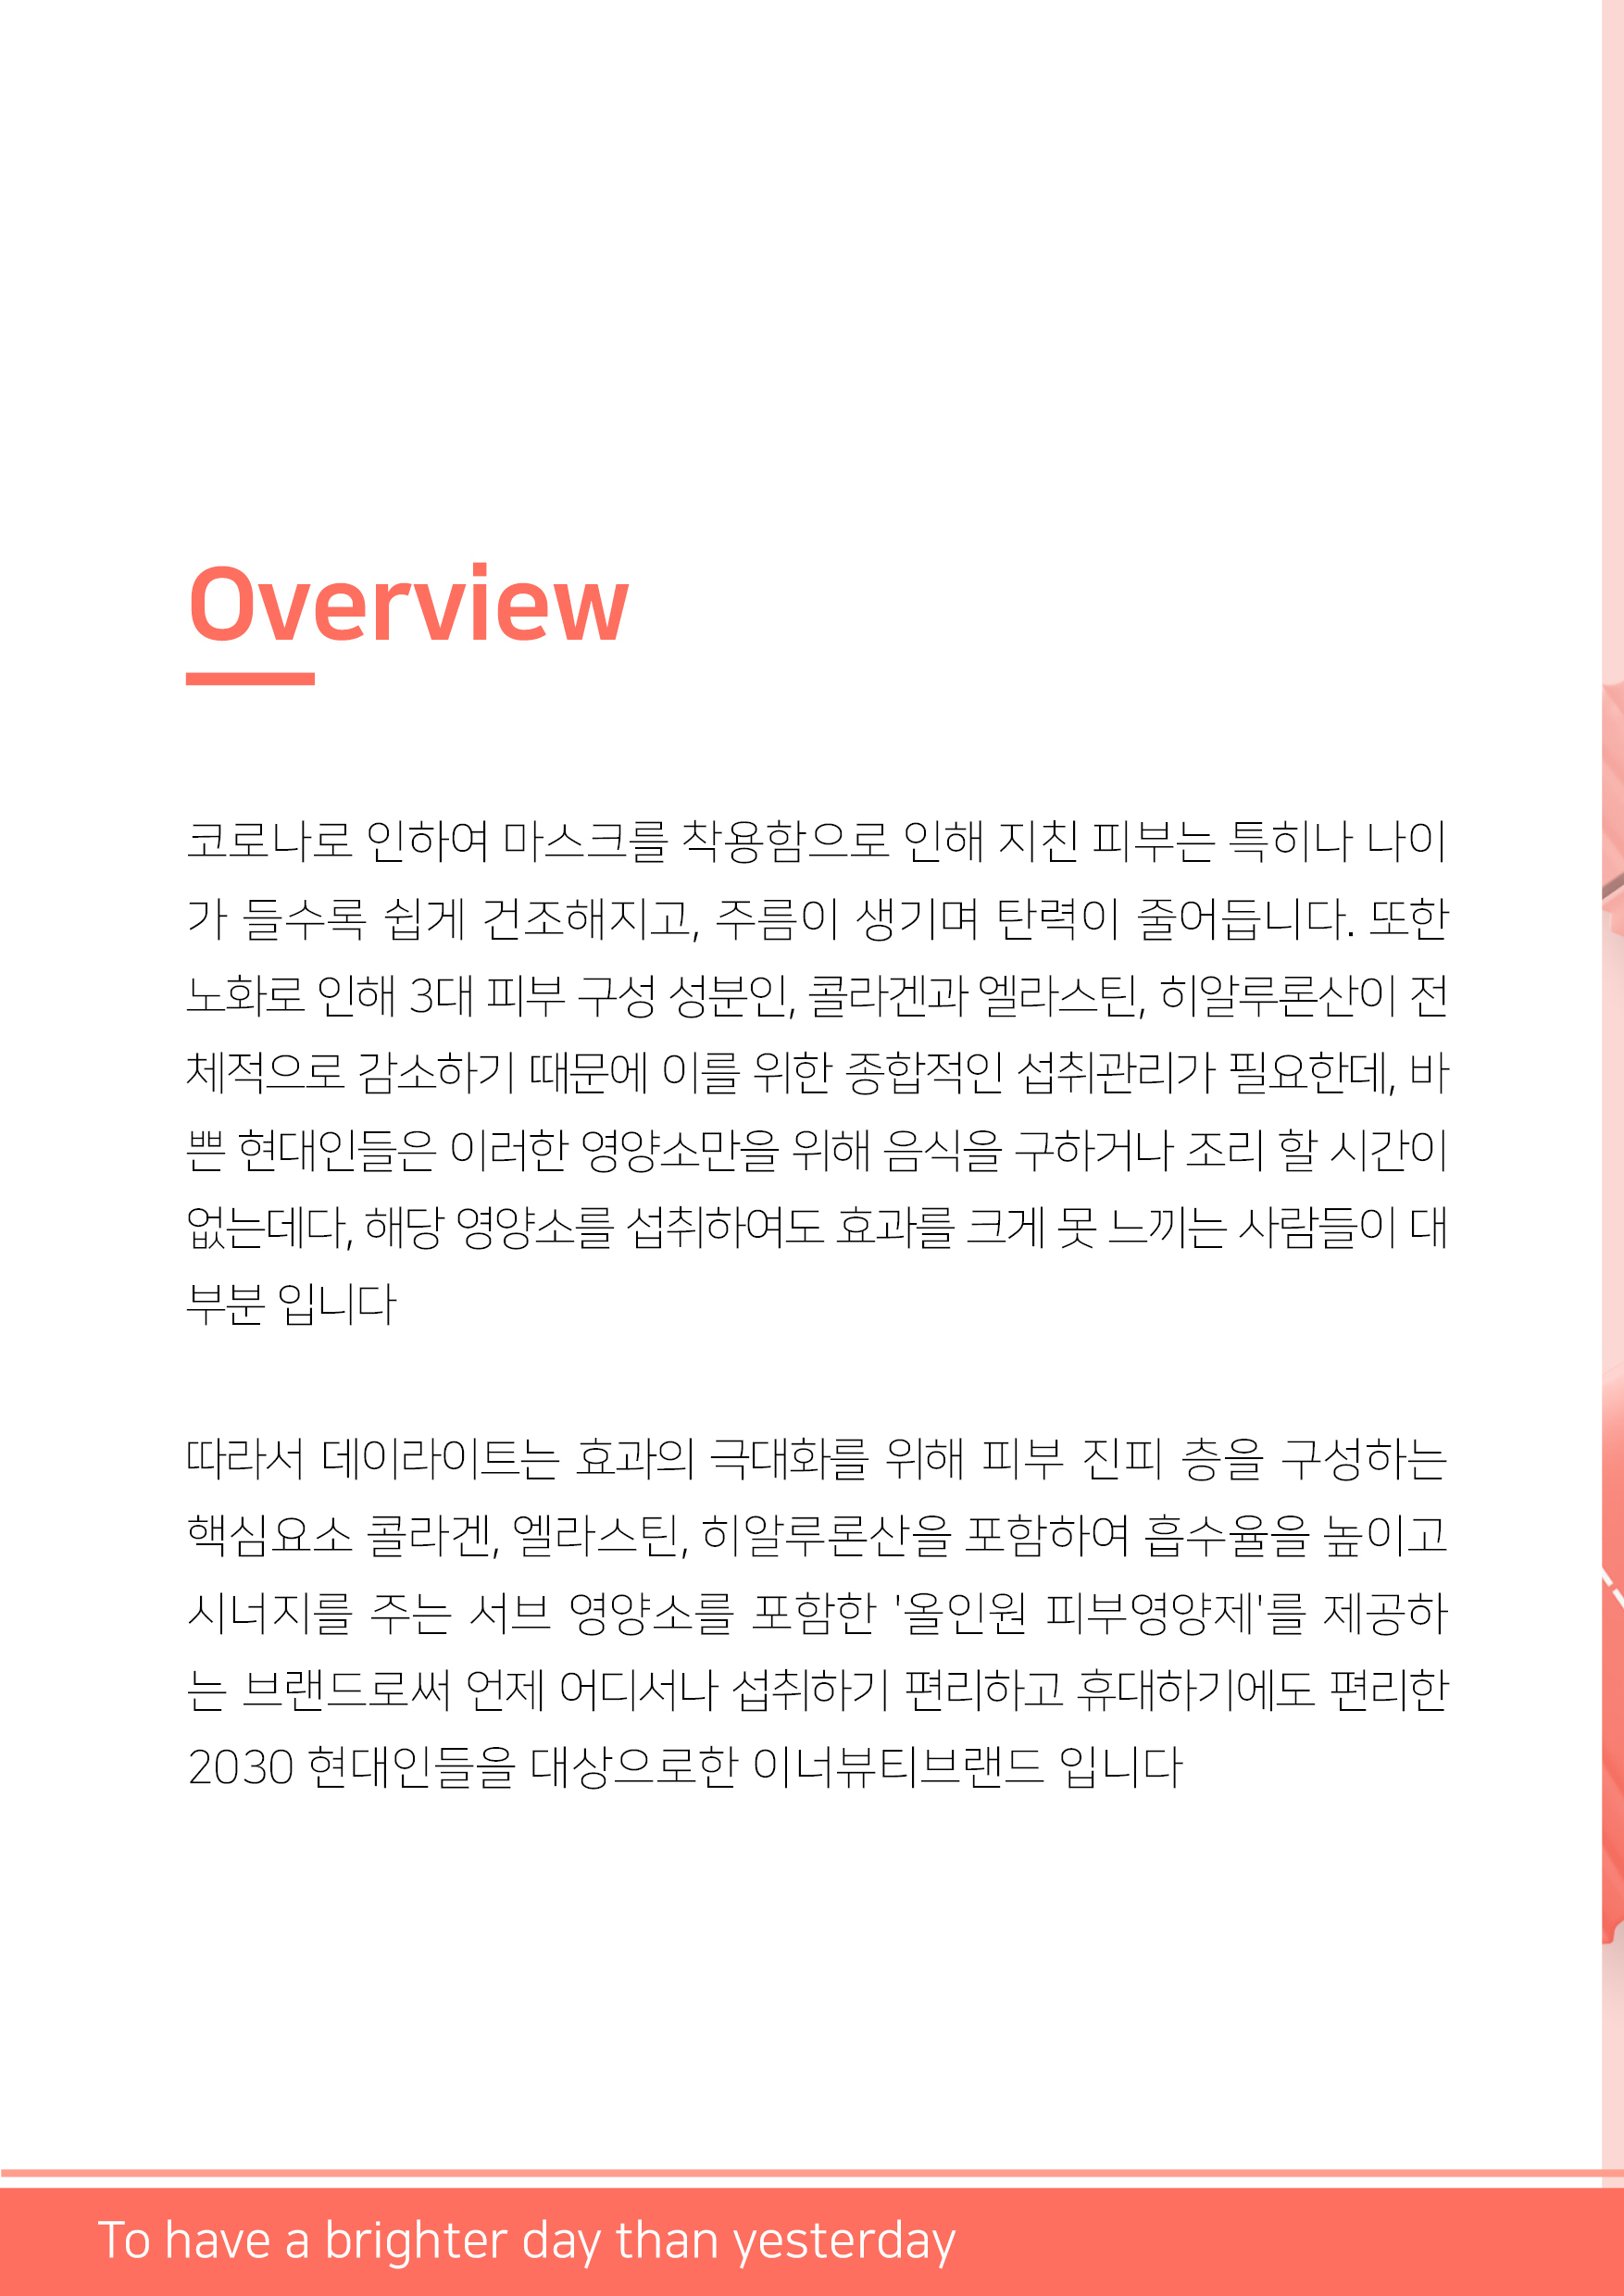 Overview
코로나로 인하여 마스크를 착용함으로 인해 지친 피부는 특히나 나이
가 들수록 쉽게 건조해지고, 주름이 생기며 탄력이 줄어듭니다. 또한
노화로 인해 3대 피부 구성 성분인, 콜라겐과 엘라스틴, 히알루론산이 전
체적으로 감소하기 때문에 이를 위한 종합적인 섭취관리가 필요한데, 바
쁜 현대인들은 이러한 영양소만을 위해 음식을 구하거나 조리 할 시간이
없는데다, 해당 영양소를 섭취하여도 효과를 크게 못 느끼는 사람들이 대
부분 입니다
따라서 데이라이트는 효과의 극대화를 위해 피부 진피 층을 구성하는
핵심요소 콜라겐, 엘라스틴, 히알루론산을 포함하여 흡수율을 높이고
시너지를 주는 서브 영양소를 포함한 '올인원 피부영양제'를 제공하
는 브랜드로써 언제 어디서나 섭취하기 편리하고 휴대하기에도 편리한
2030 현대인들을 대상으로한 이너뷰티브랜드 입니다
To have a brighter day than yesterday